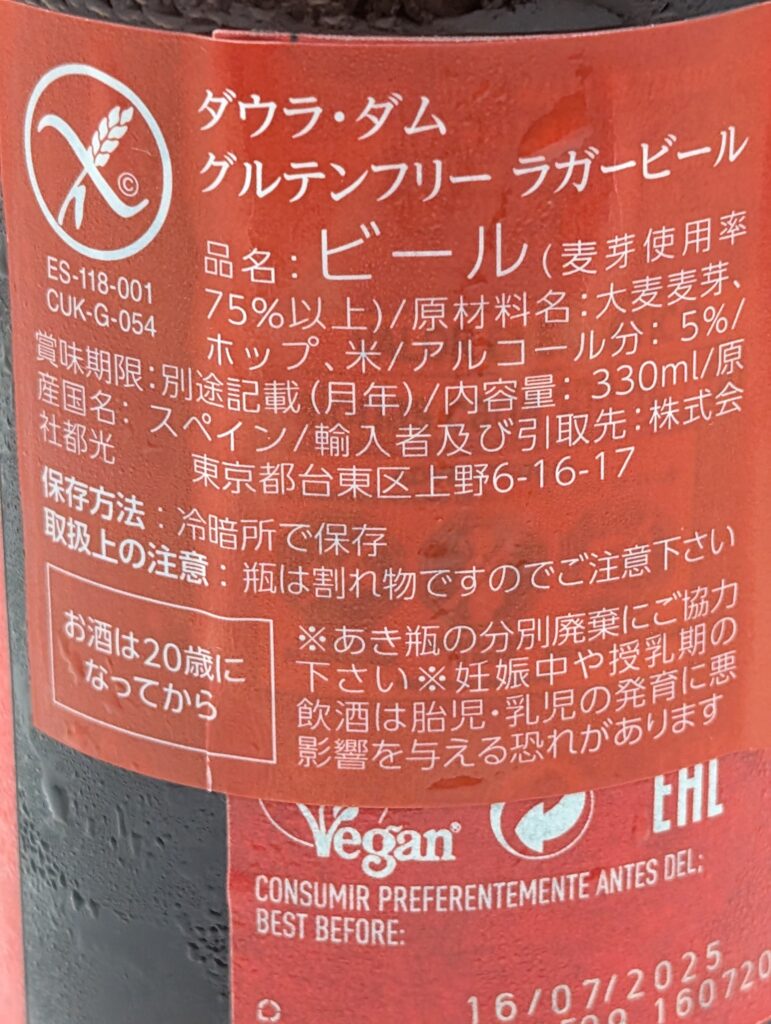 ©
ES-118-001
CUK-G-054
ダウラ・ダム
グルテンフリー ラガービール
品名：ビール(麦芽使用率
75%以上)/原材料名：大麦麦芽、
ホップ、米/アルコール分：5%/
賞味期限：別途記載(月年)/内容量：330ml/原
産国名：スペイン/輸入者及び引取先：株式会
社都光 東京都台東区上野6-16-17
保存方法：冷暗所で保存
取扱上の注意：瓶は割れ物ですのでご注意下さい
お酒は20歳に
なってから
※あき瓶の分別廃棄にご協力
下さい※妊娠中や授乳期の
飲酒は胎児・乳児の発育に悪
影響を与える恐れがあります
Vegan
EAC
CONSUMIR PREFERENTEMENTE ANTES DEL:
BEST BEFORE:
16/07/2025
160720